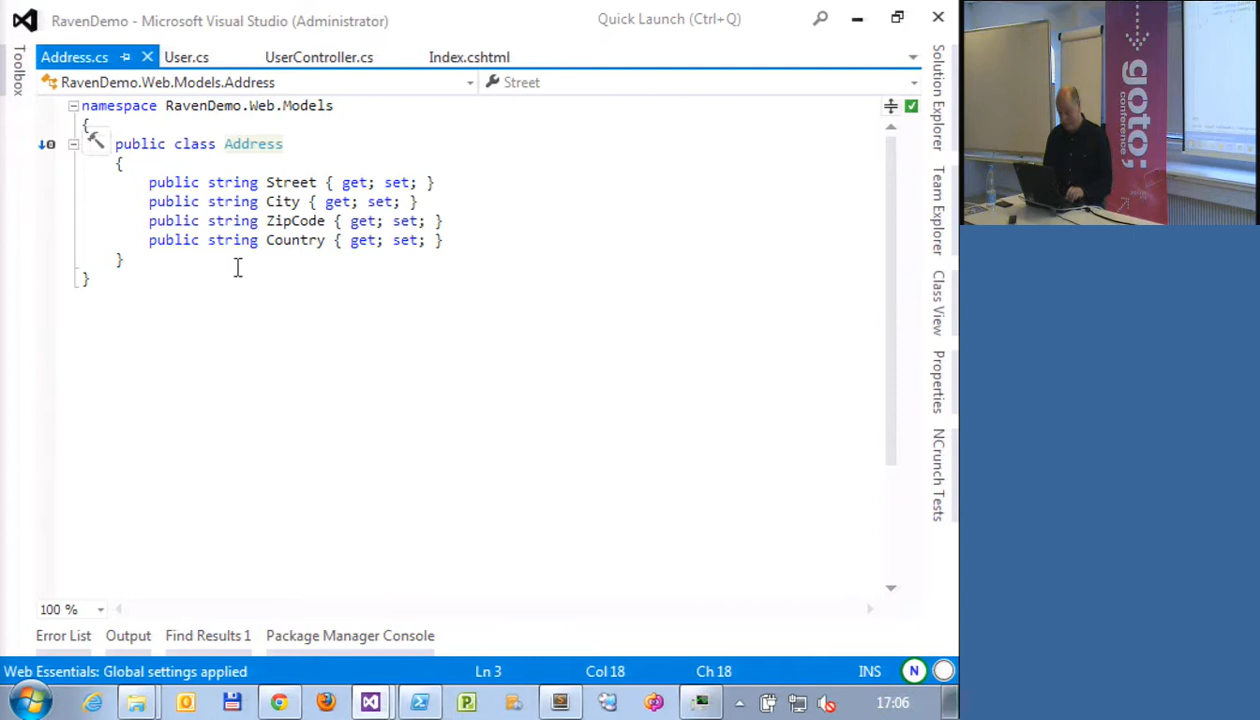 RavenDemo - Microsoft Visual Studio (Administrator)
Quick Launch (Ctrl+Q)
Toolbox
Address.cs
User.cs
UserController.cs
Index.cshtml
RavenDemo.Web.Models.Address
Street
namespace RavenDemo.Web.Models
{
public class Address
{
public string Street { get; set; }
public string City { get; set; }
public string ZipCode { get; set; }
public string Country { get; set; }
}
}
Solution Explorer
Team Explorer
Class View
Properties
NCrunch Tests
100 %
Error List
Output
Find Results 1
Package Manager Console
Web Essentials: Global settings applied
Ln 3
Col 18
Ch 18
INS
N
17:06
goto;
conference